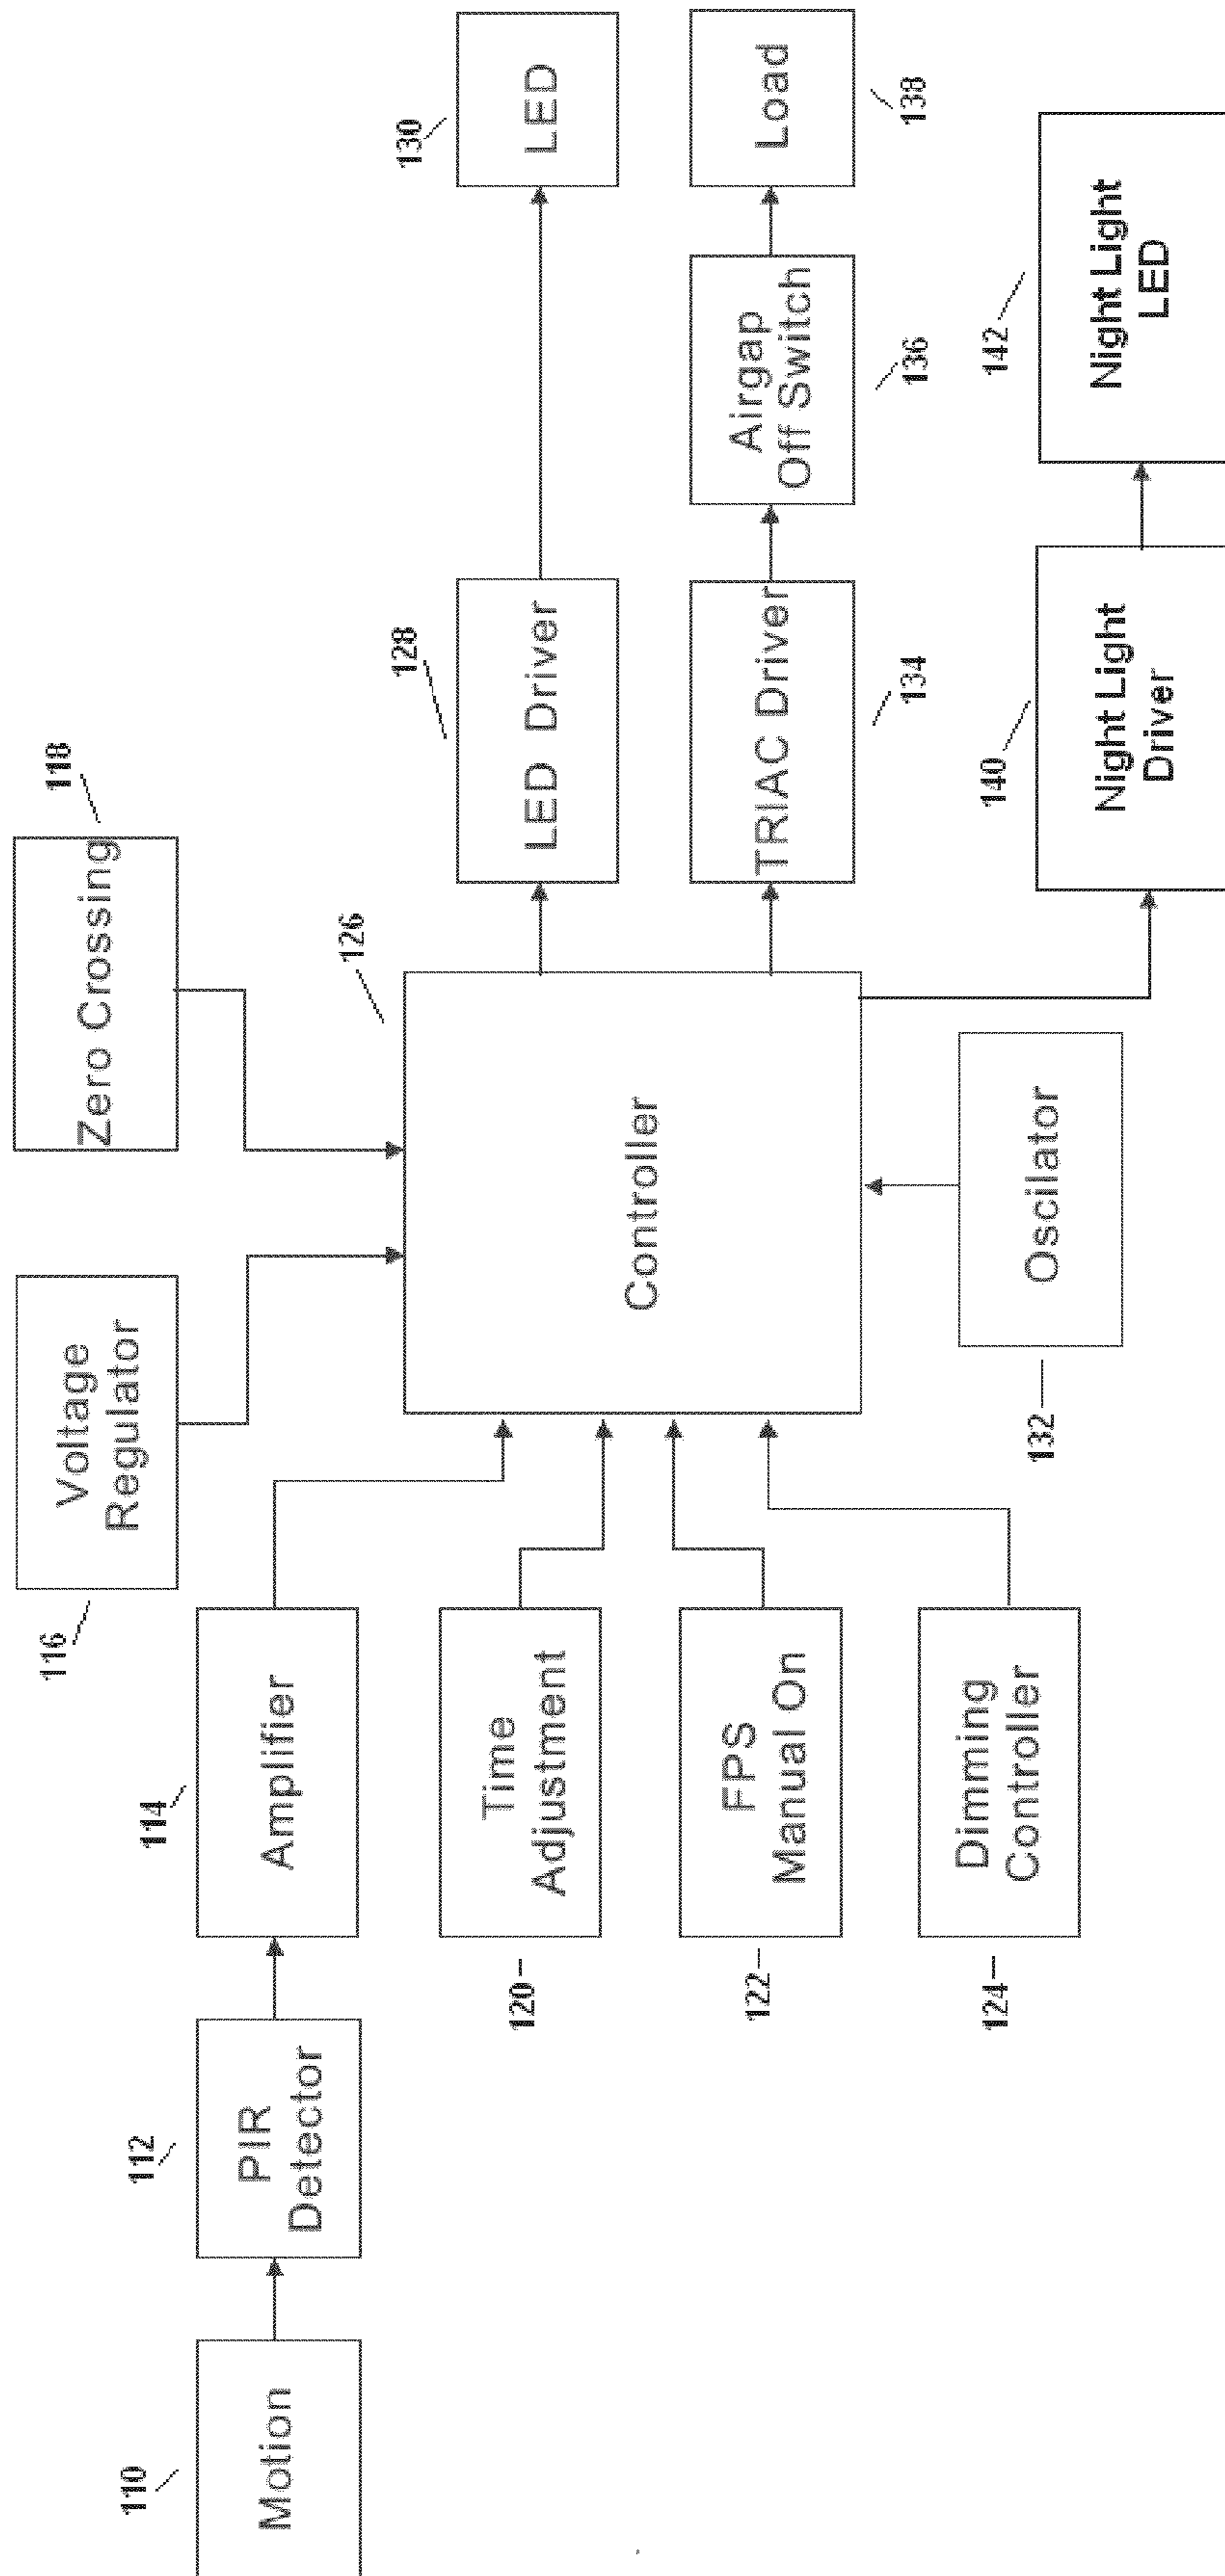 116
Voltage
Regulator
Zero Crossing
118
110
Motion
112
PIR
Detector
114
Amplifier
120
Time
Adjustment
122
FPS
Manual On
124
Dimming
Controller
126
Controller
132
Oscilator
128
LED Driver
130
LED
TRIAC Driver
134
Airgap
Off Switch
136
Load
138
140
Night Light
Driver
142
Night Light
LED